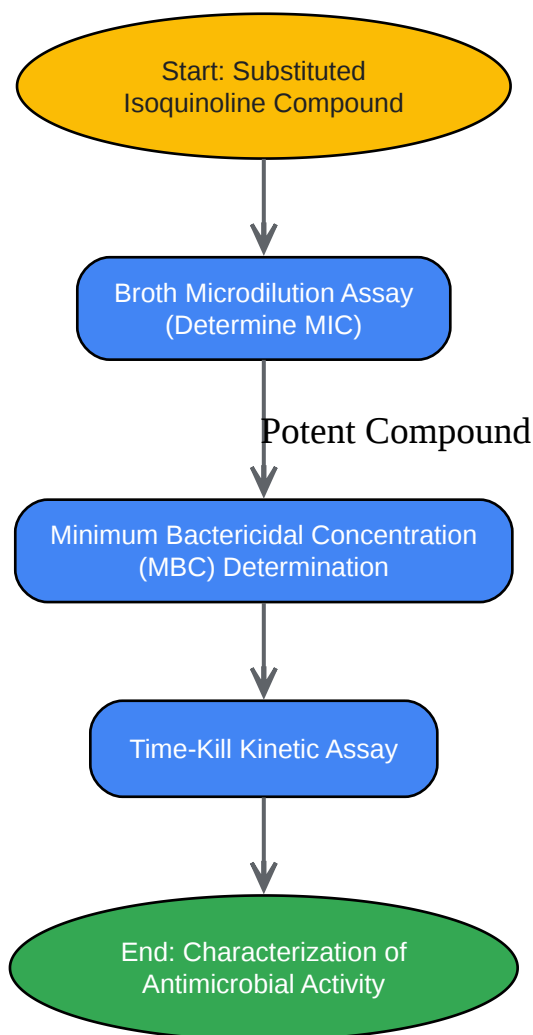 Start: Substituted
Isoquinoline Compound
Broth Microdilution Assay
(Determine MIC)
Potent Compound
Minimum Bactericidal Concentration
(MBC) Determination
Time-Kill Kinetic Assay
End: Characterization of
Antimicrobial Activity